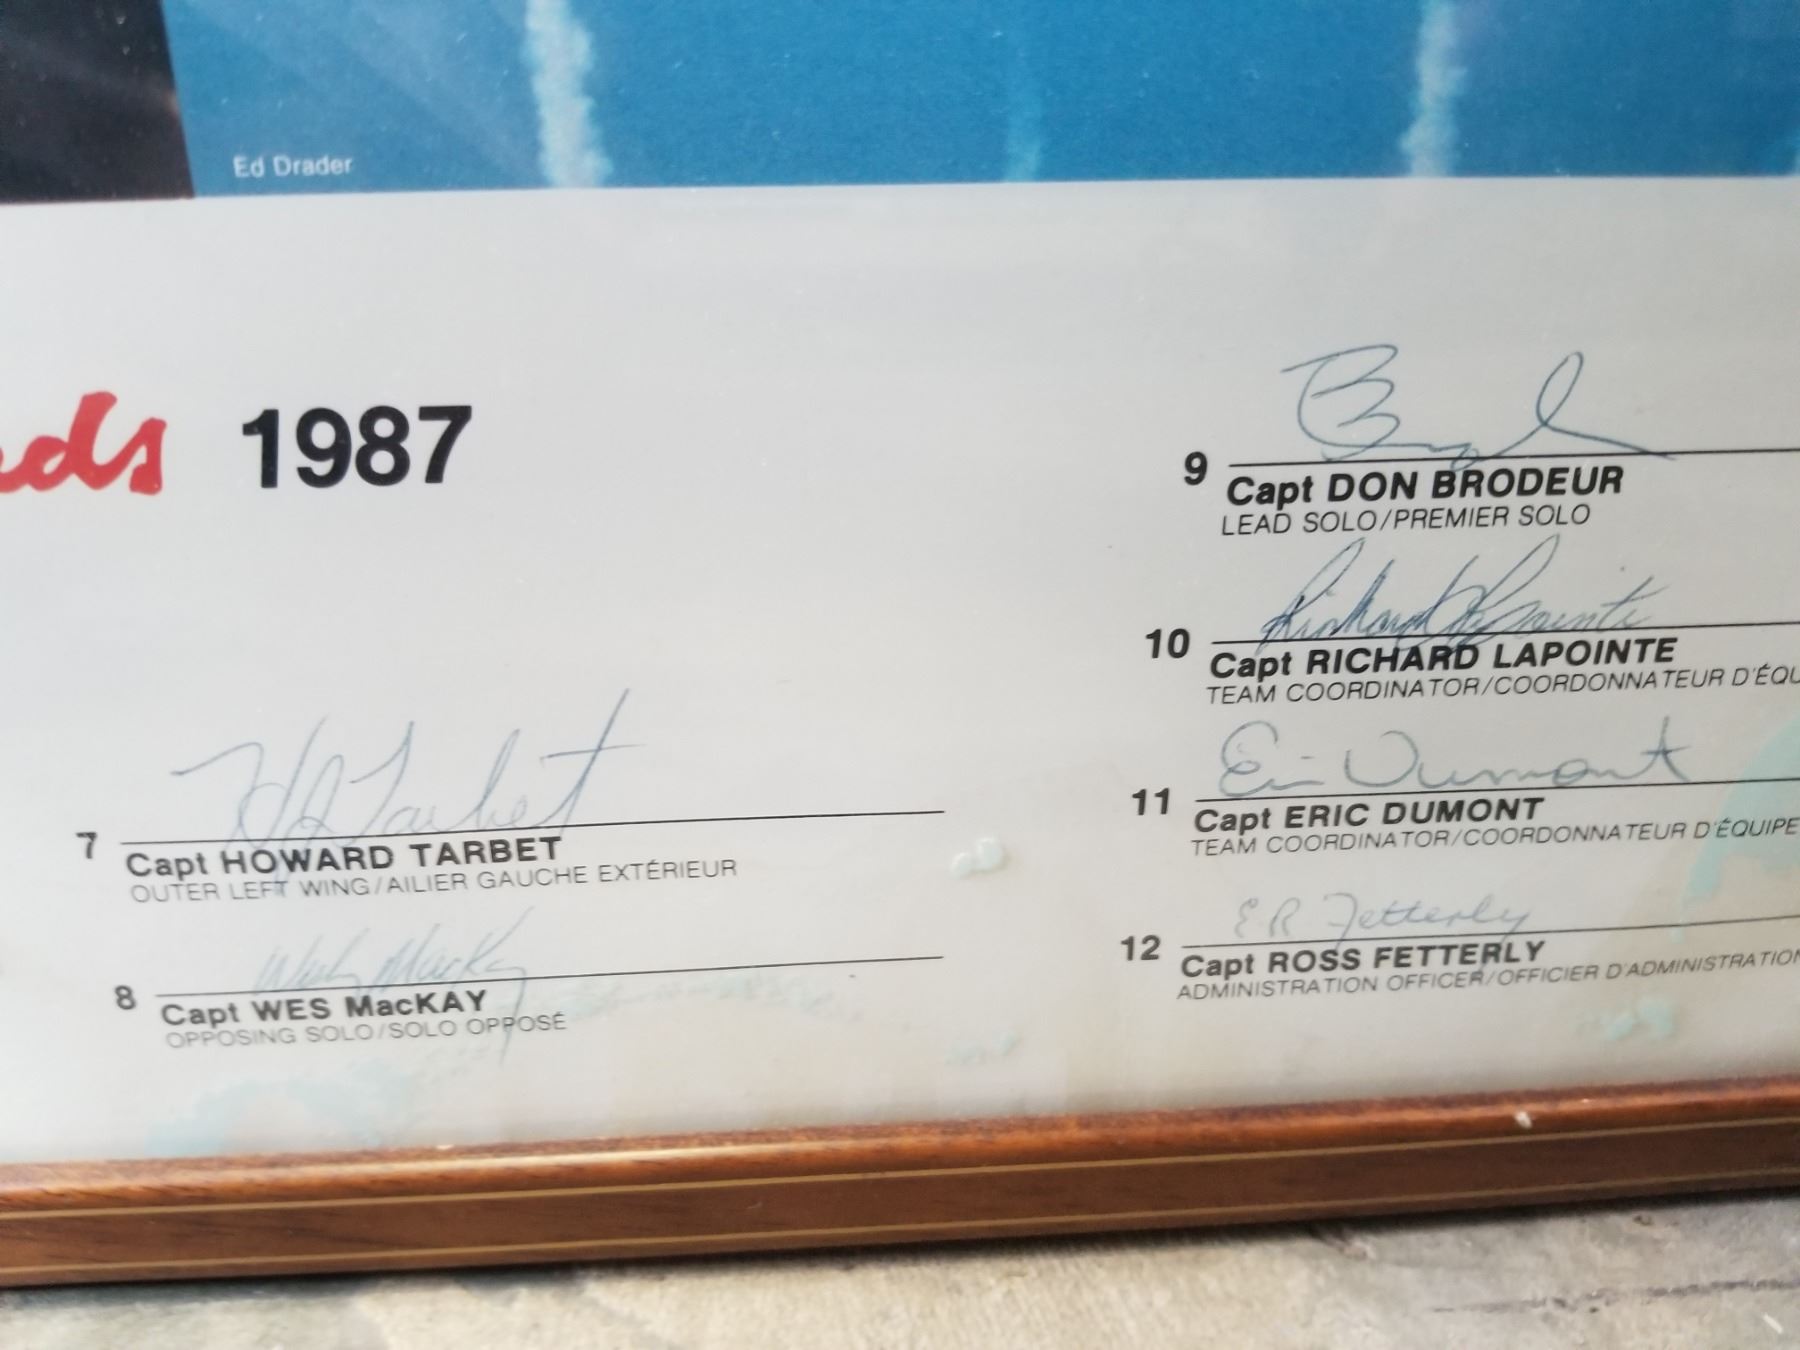 Ed Drader
ds 1987
7 H J Tarbet
Capt HOWARD TARBET
OUTER LEFT WING/AILIER GAUCHE EXTÉRIEUR
8 MacKay
Capt WES MacKAY
OPPOSING SOLO/SOLO OPPOSÉ
9
Capt DON BRODEUR
LEAD SOLO/PREMIER SOLO
10 Richard Lapointe
Capt RICHARD LAPOINTE
TEAM COORDINATOR/COORDONNATEUR D'ÉQU
11 Eric Dumont
Capt ERIC DUMONT
TEAM COORDINATOR/COORDONNATEUR D'ÉQUIPE
12 E.R Fetterly
Capt ROSS FETTERLY
ADMINISTRATION OFFICER/OFFICIER D'ADMINISTRATION